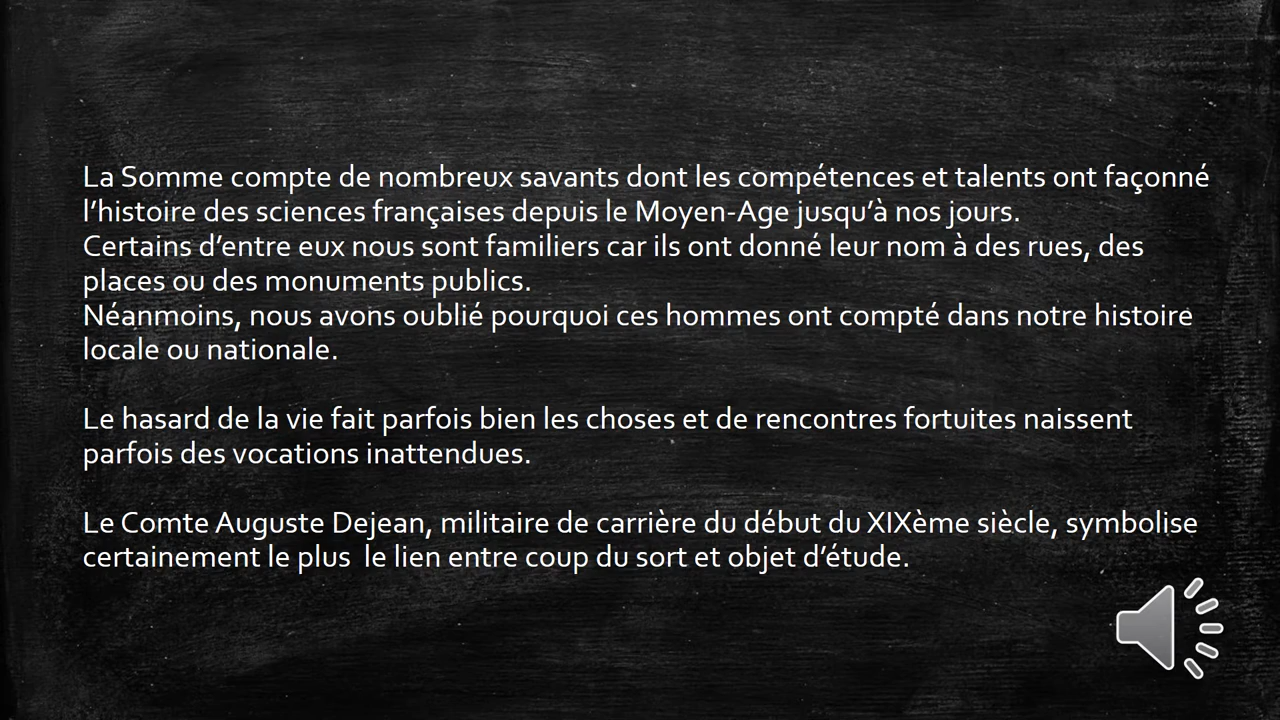 La Somme compte de nombreux savants dont les compétences et talents ont façonné
l’histoire des sciences françaises depuis le Moyen-Age jusqu’à nos jours.
Certains d’entre eux nous sont familiers car ils ont donné leur nom à des rues, des
places ou des monuments publics.
Néanmoins, nous avons oublié pourquoi ces hommes ont compté dans notre histoire
locale ou nationale.
Le hasard de la vie fait parfois bien les choses et de rencontres fortuites naissent
parfois des vocations inattendues.
Le Comte Auguste Dejean, militaire de carrière du début du XIXème siècle, symbolise
certainement le plus  le lien entre coup du sort et objet d’étude.